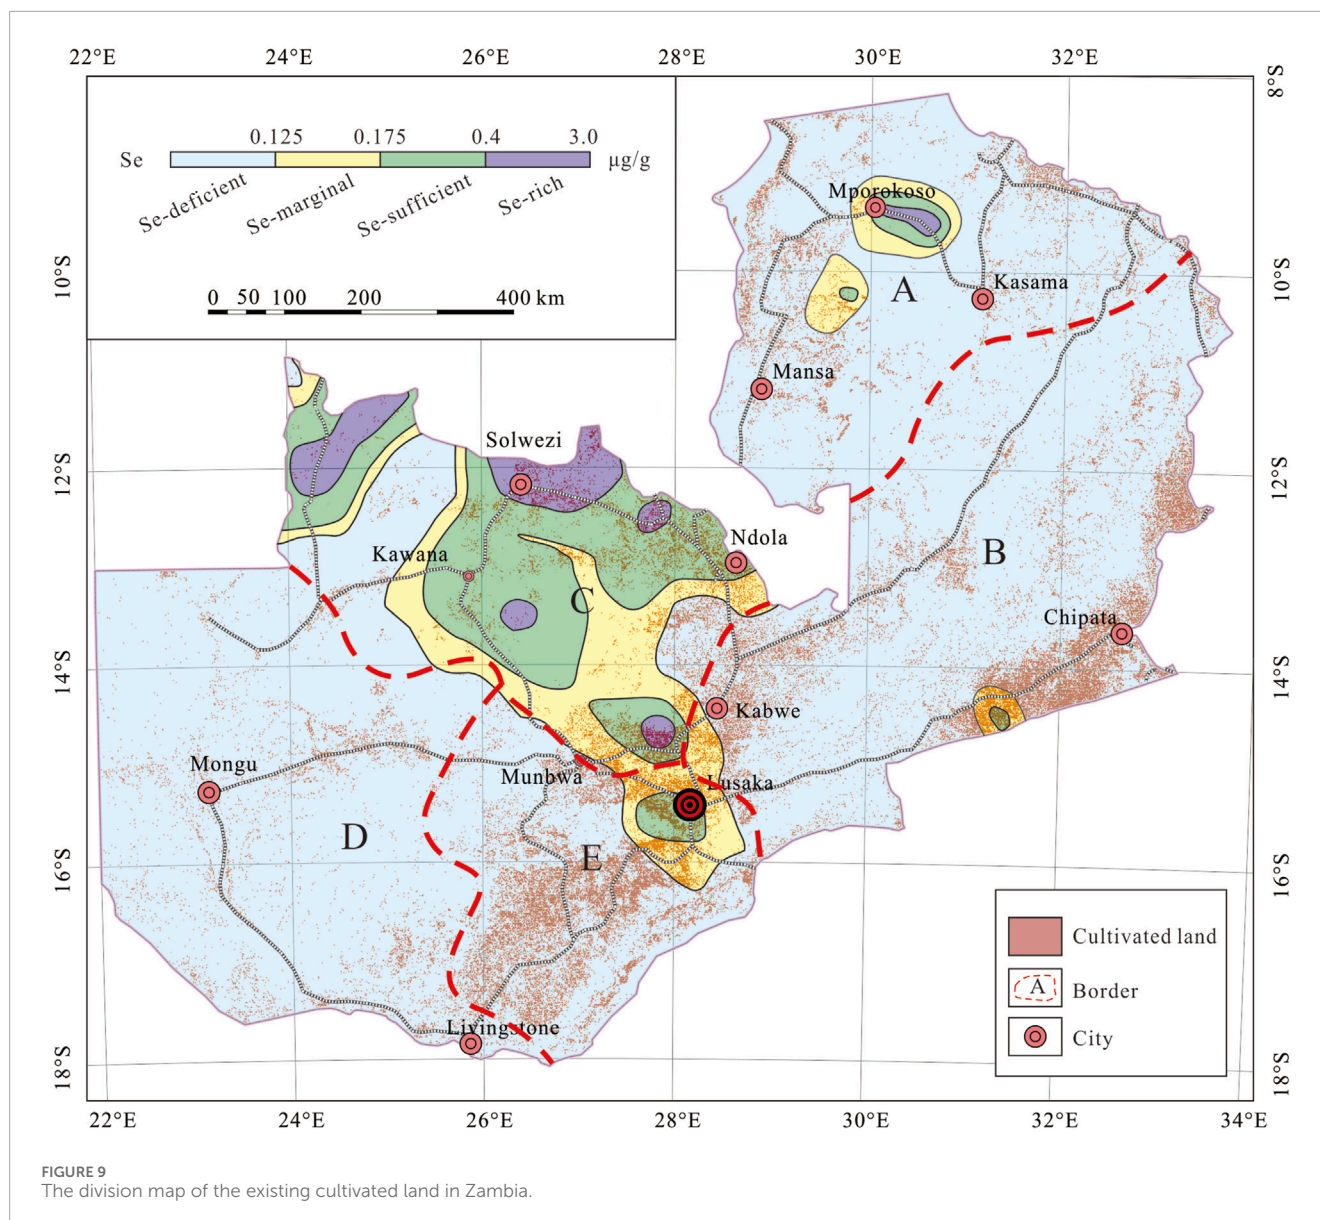 22°E 24°E 26°E 28°E 30°E 32°E
8°S
0.125 0.175 0.4 3.0
Se μg/g
Se-deficient Se-marginal Se-sufficient Se-rich
0 50 100 200 400 km
10°S
10°S
Mporokoso
A
Kasama
Mansa
Solwezi
12°S
12°S
Ndola
B
Kawana
C
Chipata
14°S
14°S
Kabwe
Mongu
Munbwa
Lusaka
D
E
16°S
16°S
Cultivated land
A Border
City
Livingstone
18°S
18°S
22°E 24°E 26°E 28°E 30°E 32°E 34°E
FIGURE 9
The division map of the existing cultivated land in Zambia.